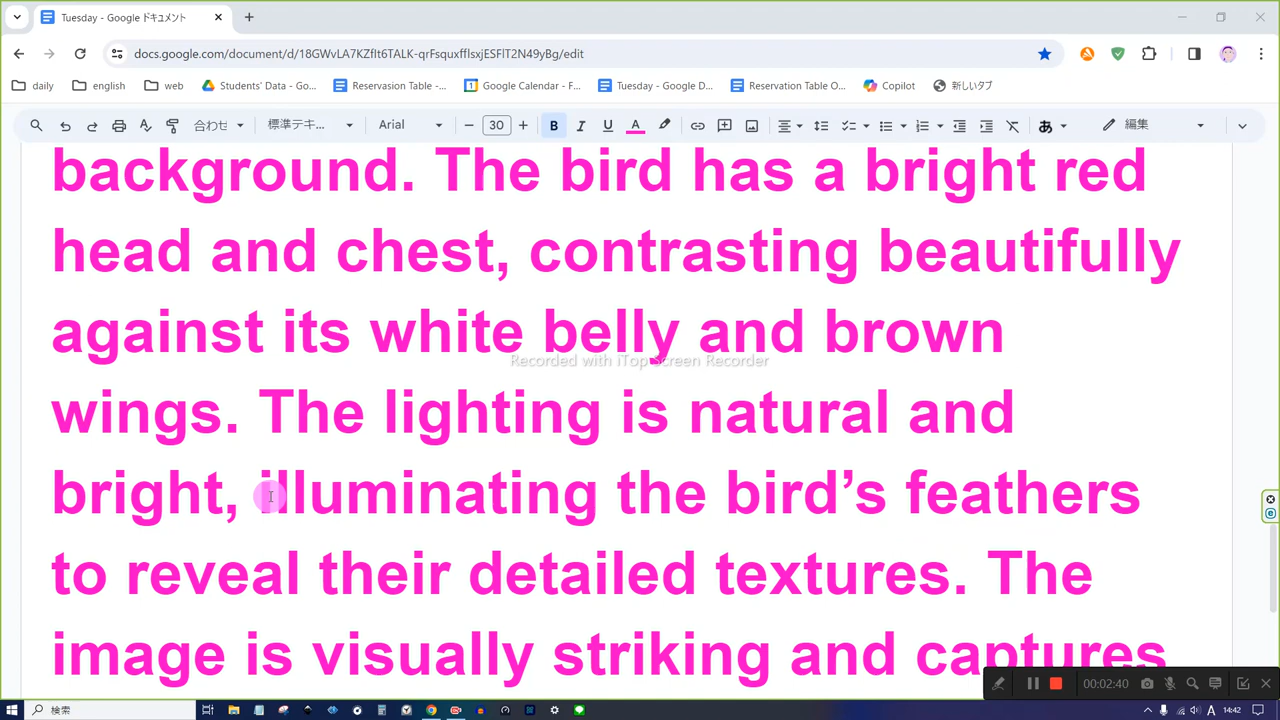 Tuesday - Google ドキュメント
docs.google.com/document/d/18GWvLA7KZfIt6TALK-qrFsquxfflsxjESFlT2N49yBg/edit
daily
english
web
Students' Data - Go...
Reservasion Table -...
Google Calendar - F...
Tuesday - Google D...
Reservation Table O...
Copilot
新しいタブ
合わせ
標準テキ...
Arial
30
B
I
U
A
あ
編集
background. The bird has a bright red
head and chest, contrasting beautifully
against its white belly and brown
Recorded with iTop Screen Recorder
wings. The lighting is natural and
bright, illuminating the bird’s feathers
to reveal their detailed textures. The
image is visually striking and captures
00:02:40
検索
A
14:42